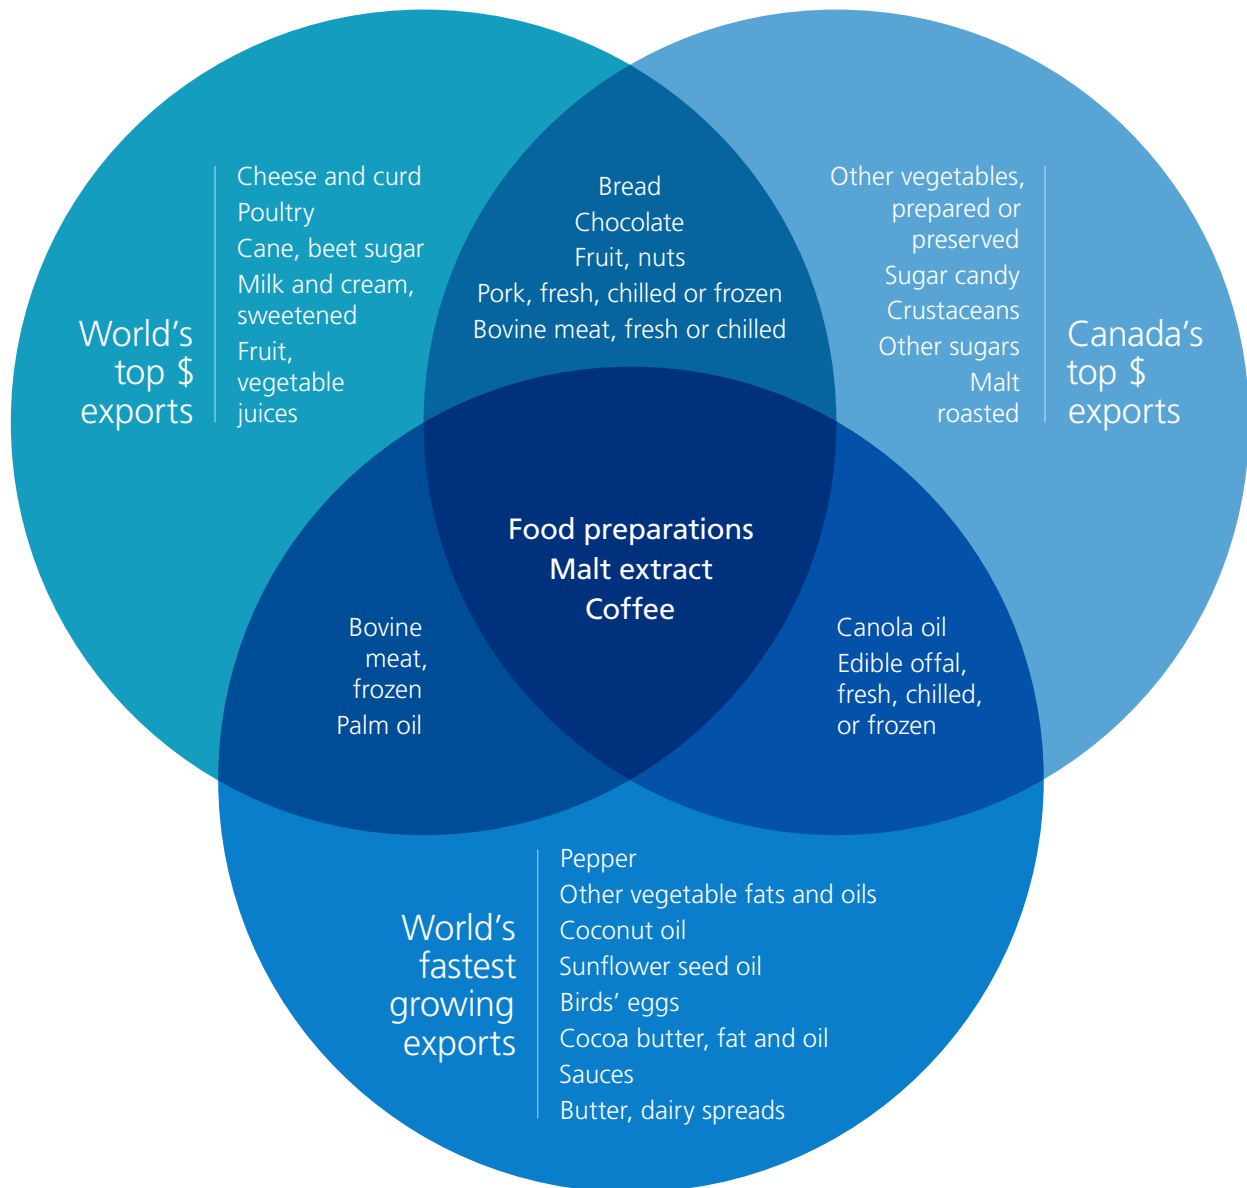 World's
top $
exports
Cheese and curd
Poultry
Cane, beet sugar
Milk and cream,
sweetened
Fruit,
vegetable
juices
Bread
Chocolate
Fruit, nuts
Pork, fresh, chilled or frozen
Bovine meat, fresh or chilled
Other vegetables,
prepared or
preserved
Sugar candy
Crustaceans
Other sugars
Malt
roasted
Canada's
top $
exports
Food preparations
Malt extract
Coffee
Bovine
meat,
frozen
Palm oil
Canola oil
Edible offal,
fresh, chilled,
or frozen
World's
fastest
growing
exports
Pepper
Other vegetable fats and oils
Coconut oil
Sunflower seed oil
Birds' eggs
Cocoa butter, fat and oil
Sauces
Butter, dairy spreads